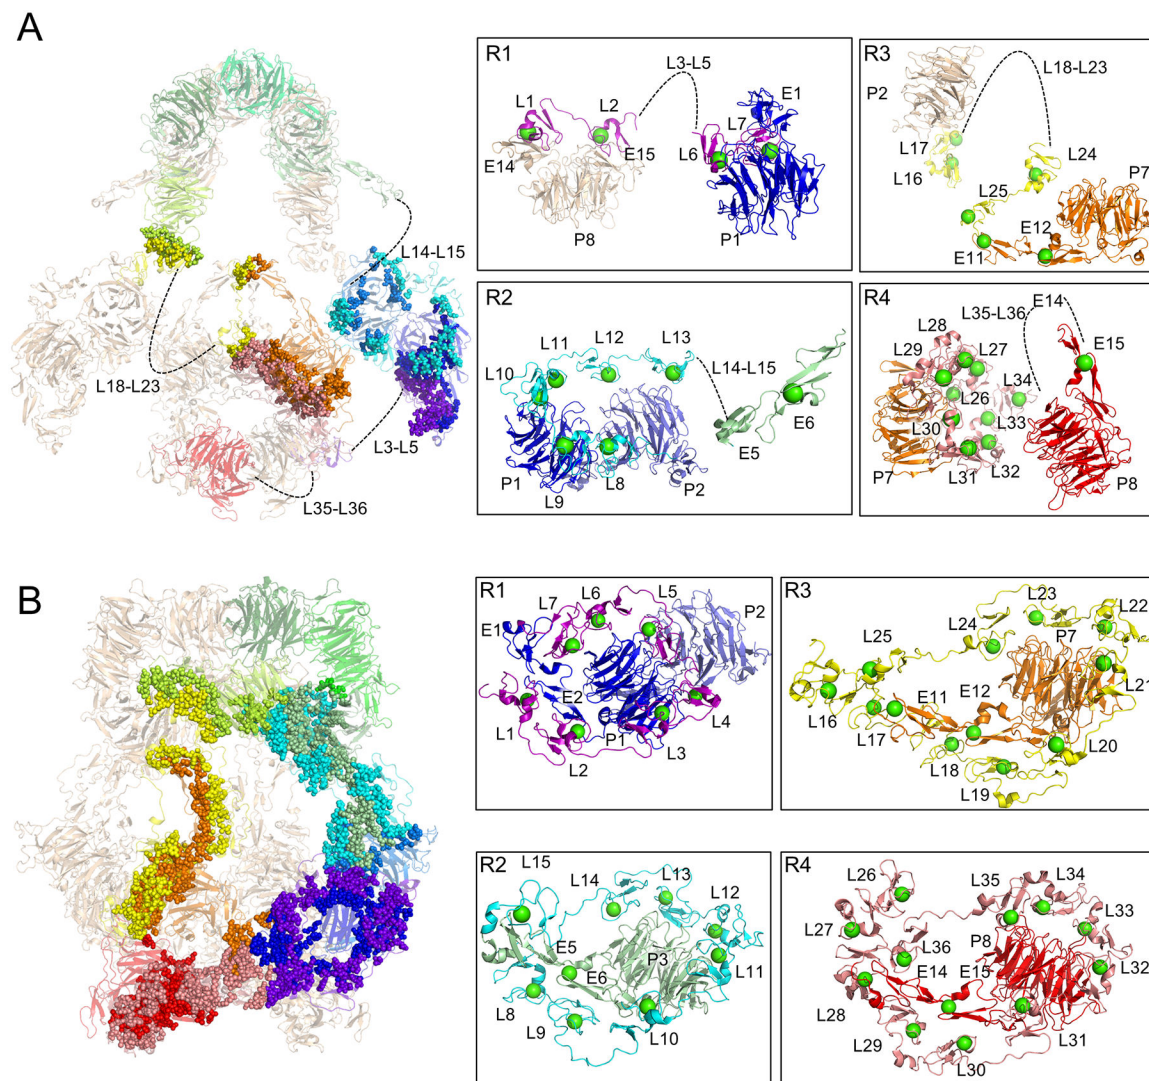 A
L14-L15
L18-L23
L3-L5
L35-L36
R1
L3-L5
L1
L2
E1
L7
L6
E14
E15
P8
P1
R3
L18-L23
P2
L17
L24
L16
P7
L25
E12
E11
R2
L11
L12
L13
L14-L15
L10
E6
E5
P1
L8
P2
L9
R4
E14
L35-L36
L28
E15
L29
L27
L34
L26
L30
L33
P7
L31
L32
P8
B
R1
L6
L5
L7
P2
E1
E2
L1
P1
L4
L2
L3
R3
L23
L22
L24
P7
L25
L21
E11
E12
L16
L17
L20
L18
L19
R2
L15
L14
L13
L12
E5
P3
E6
L11
L8
L9
L10
R4
L26
L35
L34
L33
L27
L36
P8
L32
E14
E15
L28
L31
L29
L30